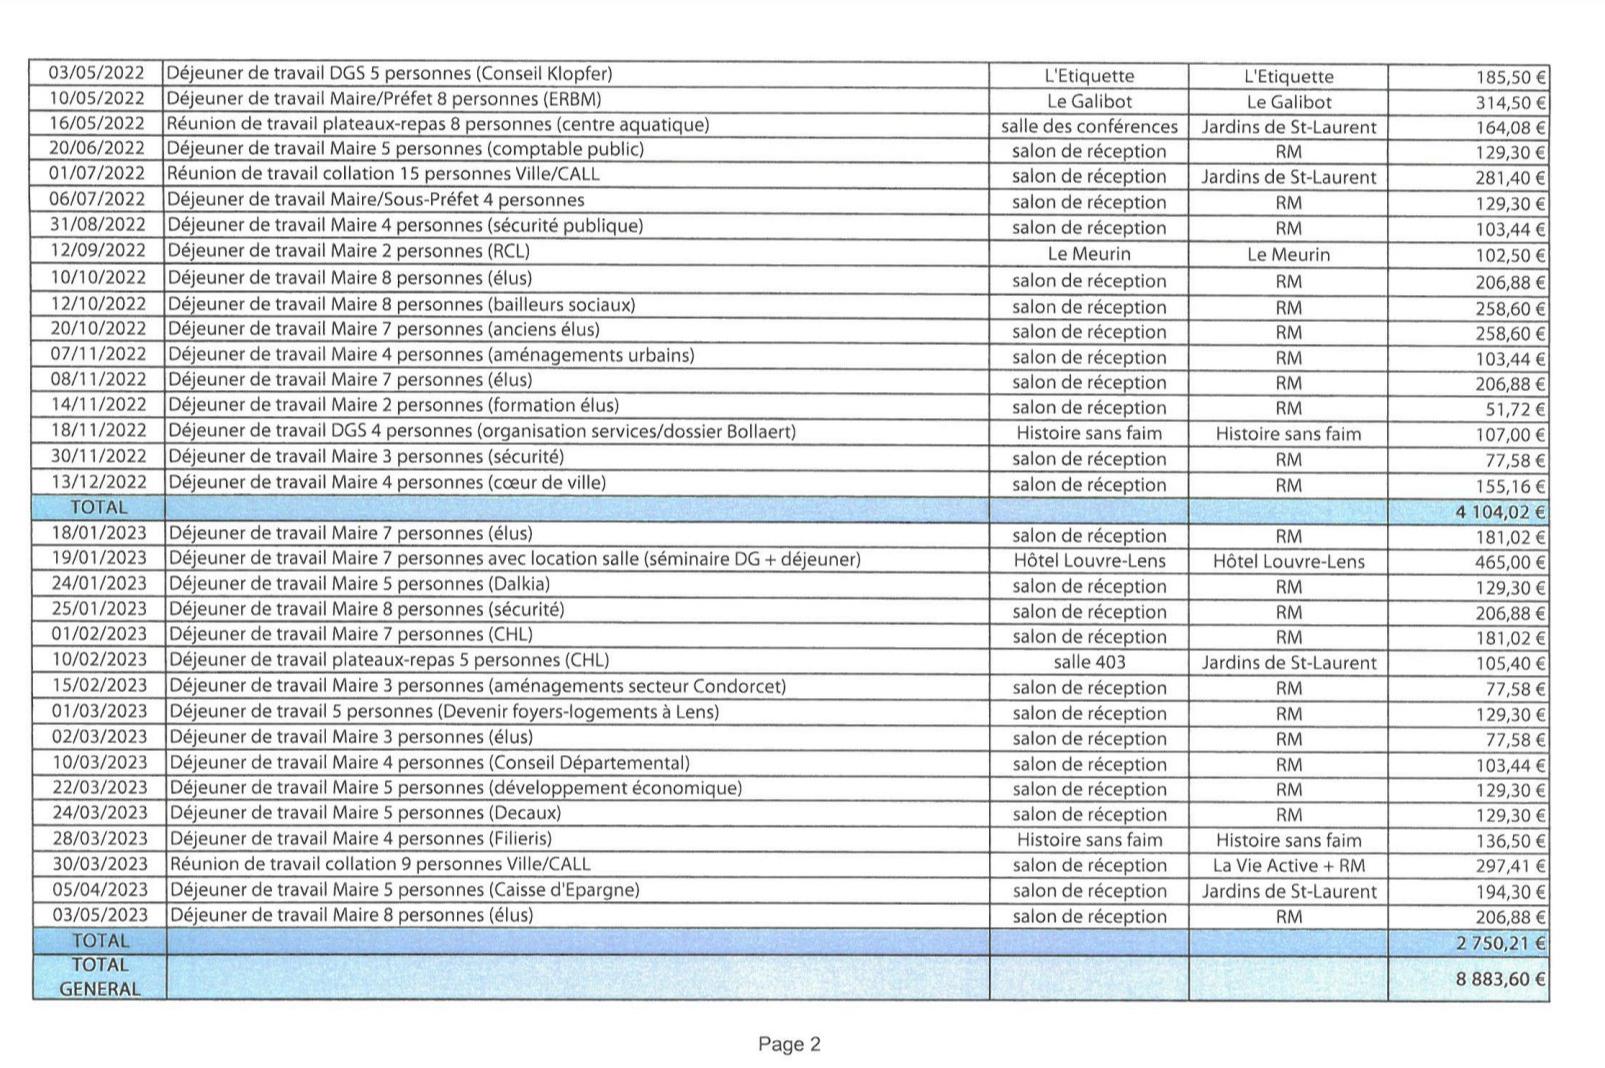 03/05/2022 Déjeuner de travail DGS 5 personnes (Conseil Klopfer) L'Etiquette L'Etiquette 185,50 €
10/05/2022 Déjeuner de travail Maire/Préfet 8 personnes (ERBM) Le Galibot Le Galibot 314,50 €
16/05/2022 Réunion de travail plateaux-repas 8 personnes (centre aquatique) salle des conférences Jardins de St-Laurent 164,08 €
20/06/2022 Déjeuner de travail Maire 5 personnes (comptable public) salon de réception RM 129,30 €
01/07/2022 Réunion de travail collation 15 personnes Ville/CALL salon de réception Jardins de St-Laurent 281,40 €
06/07/2022 Déjeuner de travail Maire/Sous-Préfet 4 personnes salon de réception RM 129,30 €
31/08/2022 Déjeuner de travail Maire 4 personnes (sécurité publique) salon de réception RM 103,44 €
12/09/2022 Déjeuner de travail Maire 2 personnes (RCL) Le Meurin Le Meurin 102,50 €
10/10/2022 Déjeuner de travail Maire 8 personnes (élus) salon de réception RM 206,88 €
12/10/2022 Déjeuner de travail Maire 8 personnes (bailleurs sociaux) salon de réception RM 258,60 €
20/10/2022 Déjeuner de travail Maire 7 personnes (anciens élus) salon de réception RM 258,60 €
07/11/2022 Déjeuner de travail Maire 4 personnes (aménagements urbains) salon de réception RM 103,44 €
08/11/2022 Déjeuner de travail Maire 7 personnes (élus) salon de réception RM 206,88 €
14/11/2022 Déjeuner de travail Maire 2 personnes (formation élus) salon de réception RM 51,72 €
18/11/2022 Déjeuner de travail DGS 4 personnes (organisation services/dossier Bollaert) Histoire sans faim Histoire sans faim 107,00 €
30/11/2022 Déjeuner de travail Maire 3 personnes (sécurité) salon de réception RM 77,58 €
13/12/2022 Déjeuner de travail Maire 4 personnes (cœur de ville) salon de réception RM 155,16 €
TOTAL 4 104,02 €
18/01/2023 Déjeuner de travail Maire 7 personnes (élus) salon de réception RM 181,02 €
19/01/2023 Déjeuner de travail Maire 7 personnes avec location salle (séminaire DG + déjeuner) Hôtel Louvre-Lens Hôtel Louvre-Lens 465,00 €
24/01/2023 Déjeuner de travail Maire 5 personnes (Dalkia) salon de réception RM 129,30 €
25/01/2023 Déjeuner de travail Maire 8 personnes (sécurité) salon de réception RM 206,88 €
01/02/2023 Déjeuner de travail Maire 7 personnes (CHL) salon de réception RM 181,02 €
10/02/2023 Déjeuner de travail plateaux-repas 5 personnes (CHL) salle 403 Jardins de St-Laurent 105,40 €
15/02/2023 Déjeuner de travail Maire 3 personnes (aménagements secteur Condorcet) salon de réception RM 77,58 €
01/03/2023 Déjeuner de travail 5 personnes (Devenir foyers-logements à Lens) salon de réception RM 129,30 €
02/03/2023 Déjeuner de travail Maire 3 personnes (élus) salon de réception RM 77,58 €
10/03/2023 Déjeuner de travail Maire 4 personnes (Conseil Départemental) salon de réception RM 103,44 €
22/03/2023 Déjeuner de travail Maire 5 personnes (développement économique) salon de réception RM 129,30 €
24/03/2023 Déjeuner de travail Maire 5 personnes (Decaux) salon de réception RM 129,30 €
28/03/2023 Déjeuner de travail Maire 4 personnes (Filieris) Histoire sans faim Histoire sans faim 136,50 €
30/03/2023 Réunion de travail collation 9 personnes Ville/CALL salon de réception La Vie Active + RM 297,41 €
05/04/2023 Déjeuner de travail Maire 5 personnes (Caisse d'Epargne) salon de réception Jardins de St-Laurent 194,30 €
03/05/2023 Déjeuner de travail Maire 8 personnes (élus) salon de réception RM 206,88 €
TOTAL 2 750,21 €
TOTAL
GENERAL 8 883,60 €
Page 2